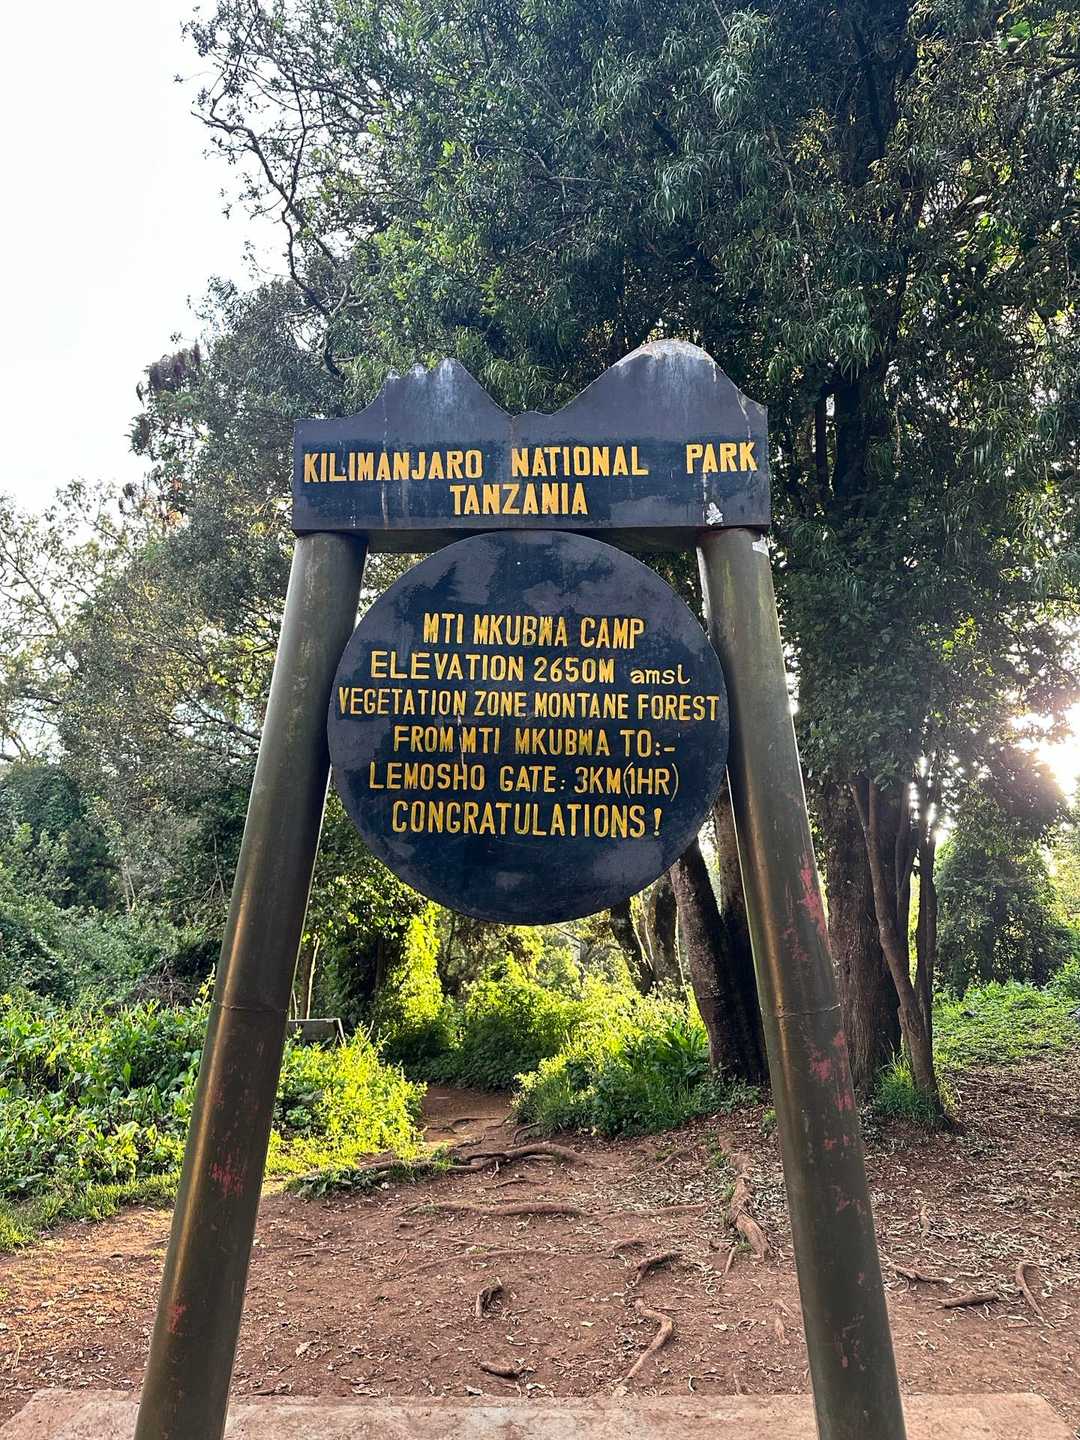 KILIMANJARO NATIONAL PARK
TANZANIA
MTI MKUBWA CAMP
ELEVATION 2650M amsl
VEGETATION ZONE MONTANE FOREST
FROM MTI MKUBWA TO:-
LEMOSHO GATE: 3KM(1HR)
CONGRATULATIONS!